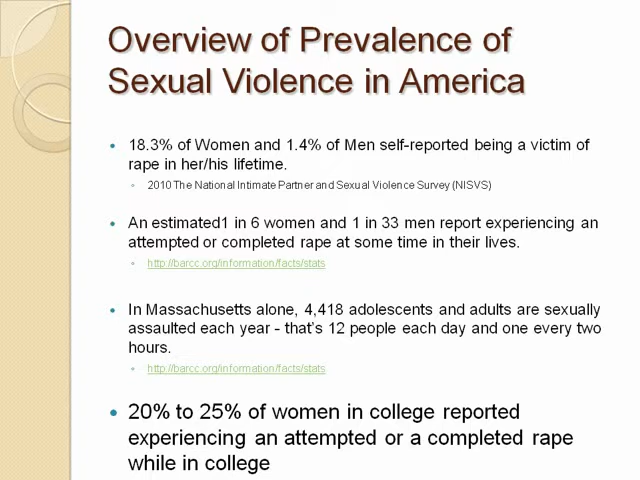 Overview of Prevalence of
Sexual Violence in America
• 18.3% of Women and 1.4% of Men self-reported being a victim of
rape in her/his lifetime.
◦ 2010 The National Intimate Partner and Sexual Violence Survey (NISVS)
• An estimated1 in 6 women and 1 in 33 men report experiencing an
attempted or completed rape at some time in their lives.
◦ http://barcc.org/information/facts/stats
• In Massachusetts alone, 4,418 adolescents and adults are sexually
assaulted each year - that's 12 people each day and one every two
hours.
◦ http://barcc.org/information/facts/stats
• 20% to 25% of women in college reported
experiencing an attempted or a completed rape
while in college